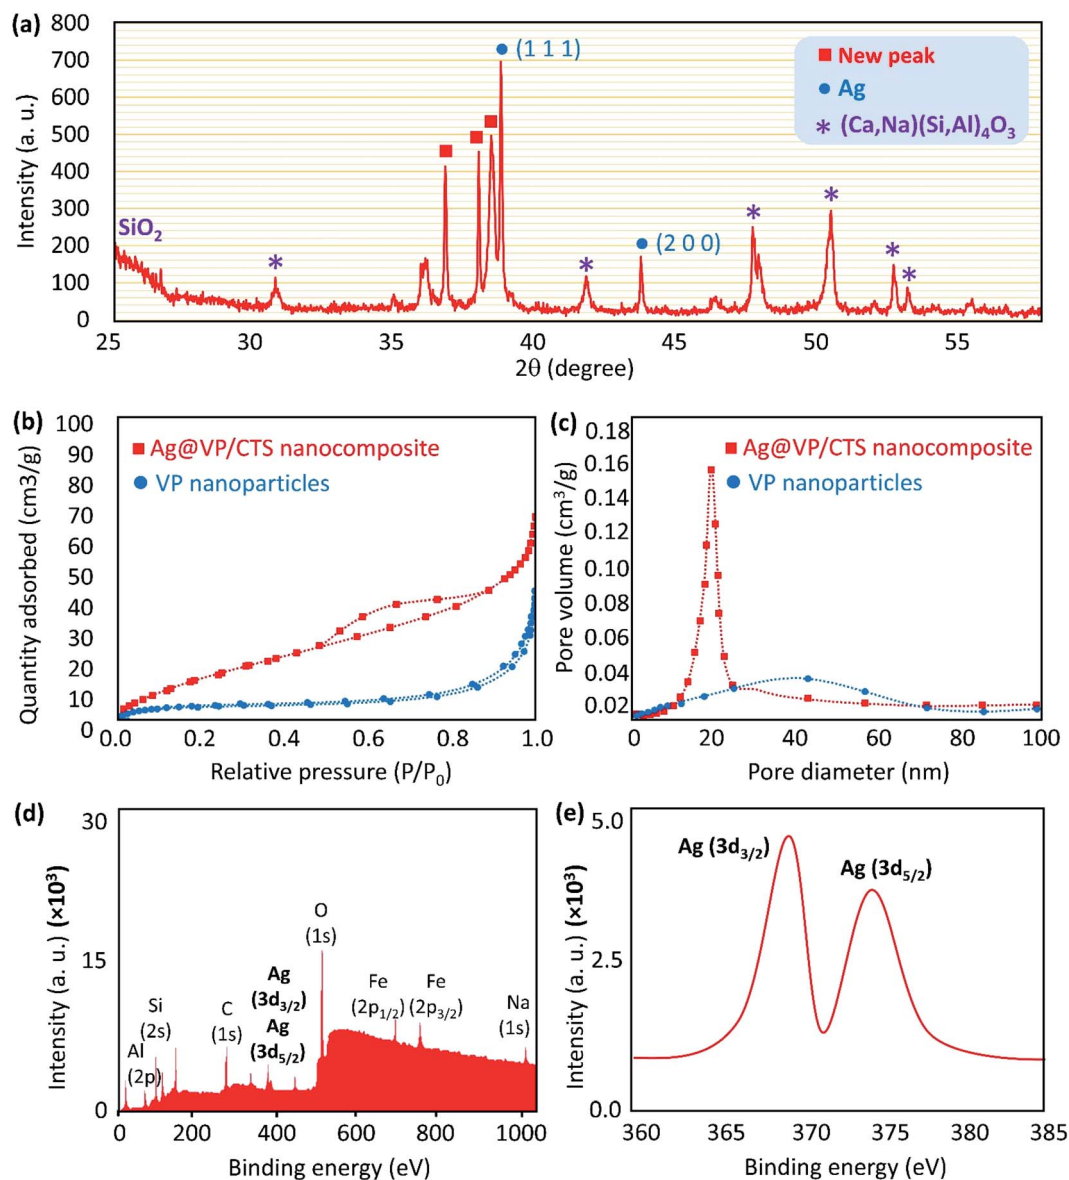 (a)
Intensity (a. u.)
800
700
600
500
400
300
200
100
0
(1 1 1)
New peak
Ag
(Ca,Na)(Si,Al)₄O₃
SiO₂
(2 0 0)
25 30 35 40 45 50 55
2θ (degree)
(b)
Quantity adsorbed (cm3/g)
100
90
80
70
60
50
40
30
20
10
0
Ag@VP/CTS nanocomposite
VP nanoparticles
0.0 0.2 0.4 0.6 0.8 1.0
Relative pressure (P/P₀)
(c)
Pore volume (cm³/g)
0.18
0.16
0.14
0.12
0.10
0.08
0.06
0.04
0.02
Ag@VP/CTS nanocomposite
VP nanoparticles
0 20 40 60 80 100
Pore diameter (nm)
(d)
Intensity (a. u.) (×10³)
30
15
0
Al
(2p)
Si
(2s)
C
(1s)
Ag
(3d₃/₂)
Ag
(3d₅/₂)
O
(1s)
Fe
(2p₁/₂)
Fe
(2p₃/₂)
Na
(1s)
0 200 400 600 800 1000
Binding energy (eV)
(e)
Intensity (a. u.) (×10³)
5.0
2.5
0.0
Ag (3d₃/₂)
Ag (3d₅/₂)
360 365 370 375 380 385
Binding energy (eV)